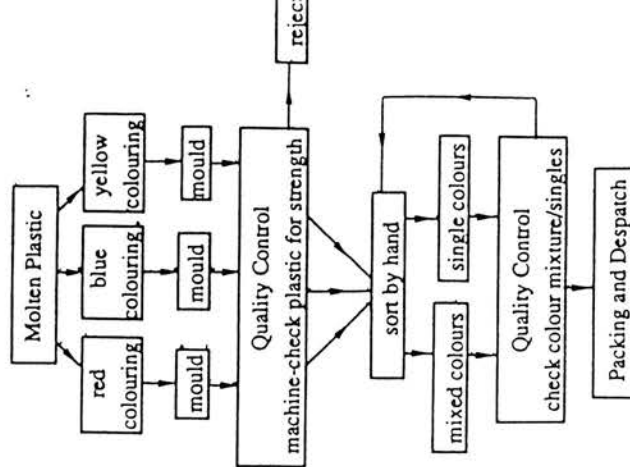 Molten Plastic
red
colouring
blue
colouring
yellow
colouring
mould
mould
mould
Quality Control
machine-check plastic for strength
rejec
sort by hand
mixed colours
single colours
Quality Control
check colour mixture/singles
Packing and Despatch